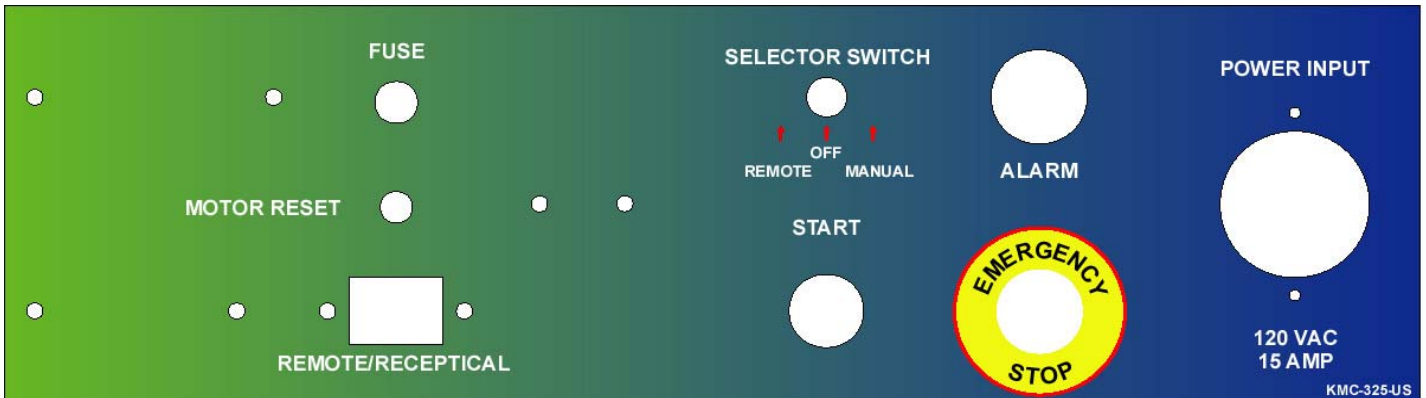 FUSE
MOTOR RESET
REMOTE/RECEPTICAL
SELECTOR SWITCH
OFF
REMOTE MANUAL
START
ALARM
EMERGENCY
STOP
POWER INPUT
120 VAC
15 AMP
KMC-325-US